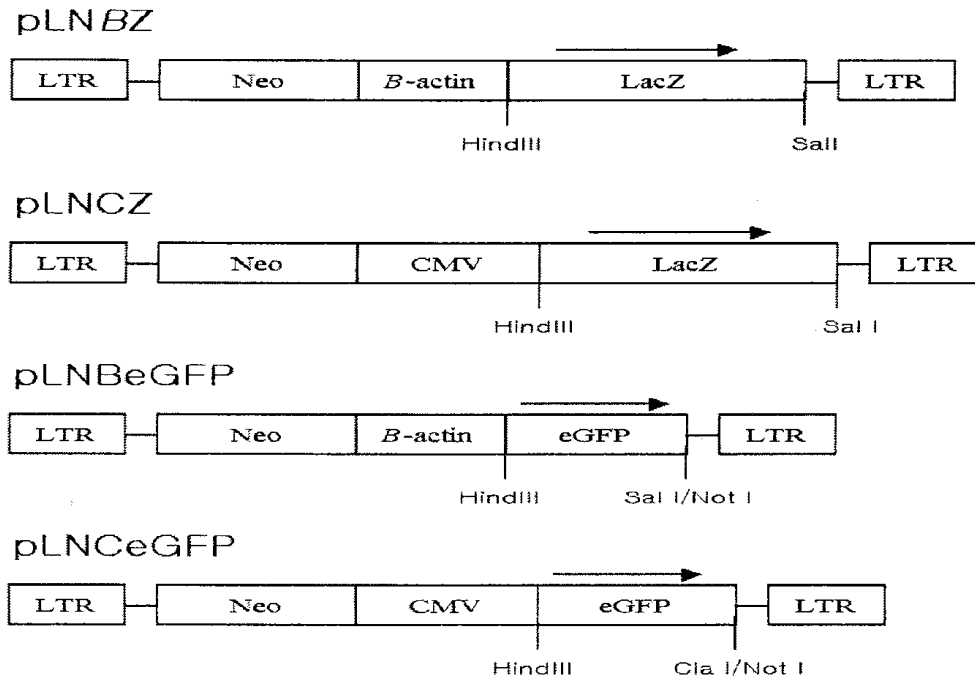 pLNBZ
LTR Neo B-actin LacZ LTR
HindIII SalI
pLNCZ
LTR Neo CMV LacZ LTR
HindIII Sal I
pLNBeGFP
LTR Neo B-actin eGFP LTR
HindIII Sal I/Not I
pLNCeGFP
LTR Neo CMV eGFP LTR
HindIII Cla I/Not I